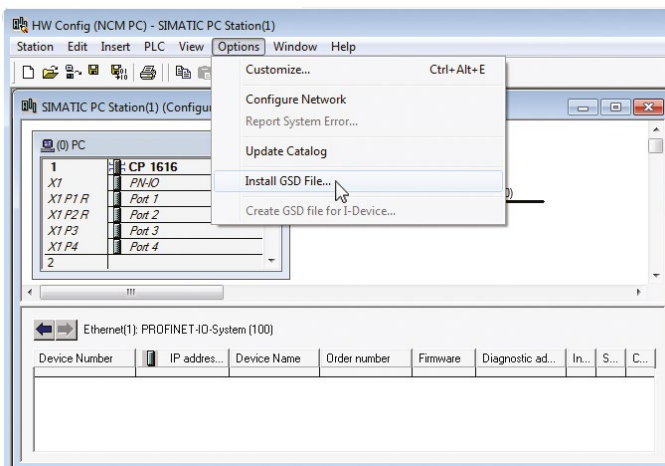 HW Config (NCM PC) - SIMATIC PC Station(1)
Station Edit Insert PLC View Options Window Help
Customize... Ctrl+Alt+E
SIMATIC PC Station(1) (Configu
Configure Network
Report System Error...
(0) PC
Update Catalog
1 CP 1616
Install GSD File...
X1 PN-IO
X1 P1 R Port 1
Create GSD file for I-Device...
X1 P2 R Port 2
X1 P3 Port 3
X1 P4 Port 4
2
Ethernet(1): PROFINET-IO-System (100)
Device Number IP addres... Device Name Order number Firmware Diagnostic ad... In... S... C...